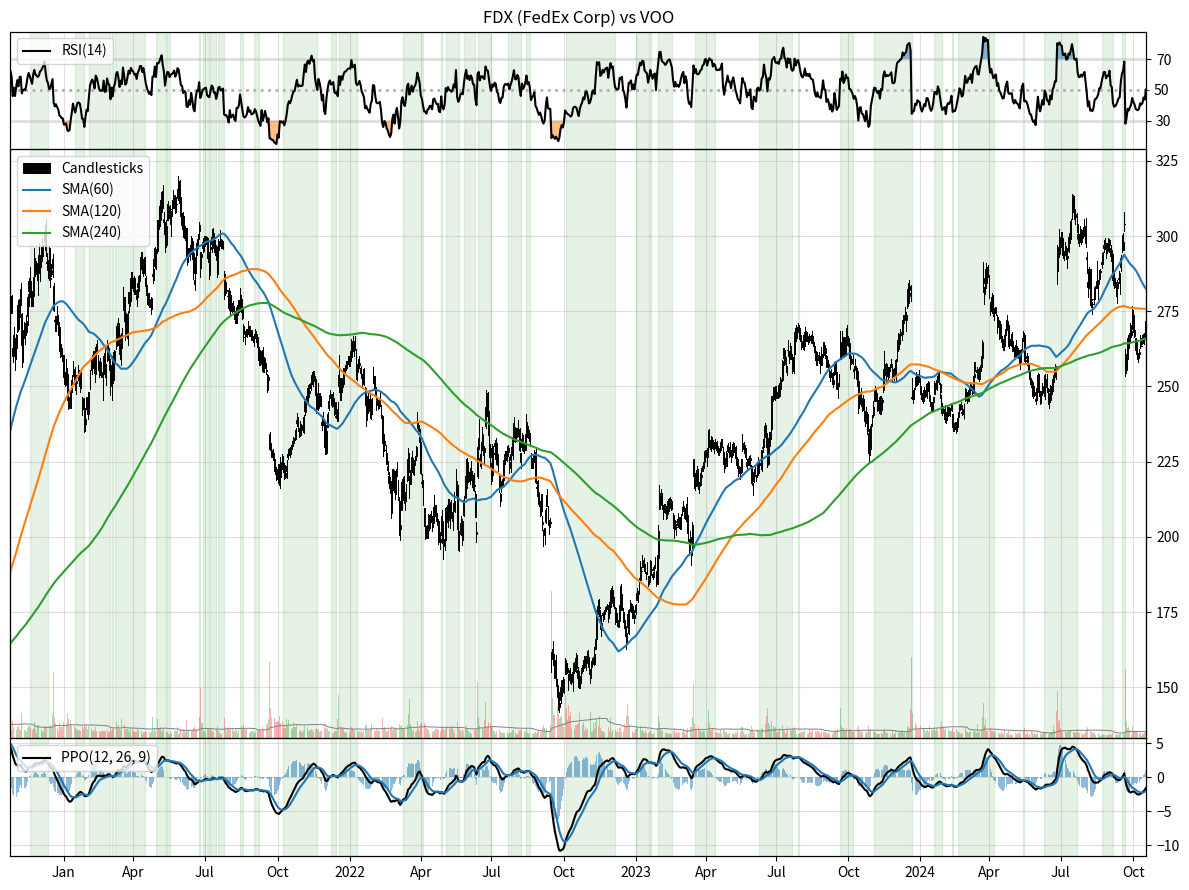 FDX (FedEx Corp) vs VOO
RSI(14)
70
50
30
Candlesticks
SMA(60)
SMA(120)
SMA(240)
325
300
275
250
225
200
175
150
PPO(12, 26, 9)
5
0
−5
−10
Jan Apr Jul Oct 2022 Apr Jul Oct 2023 Apr Jul Oct 2024 Apr Jul Oct